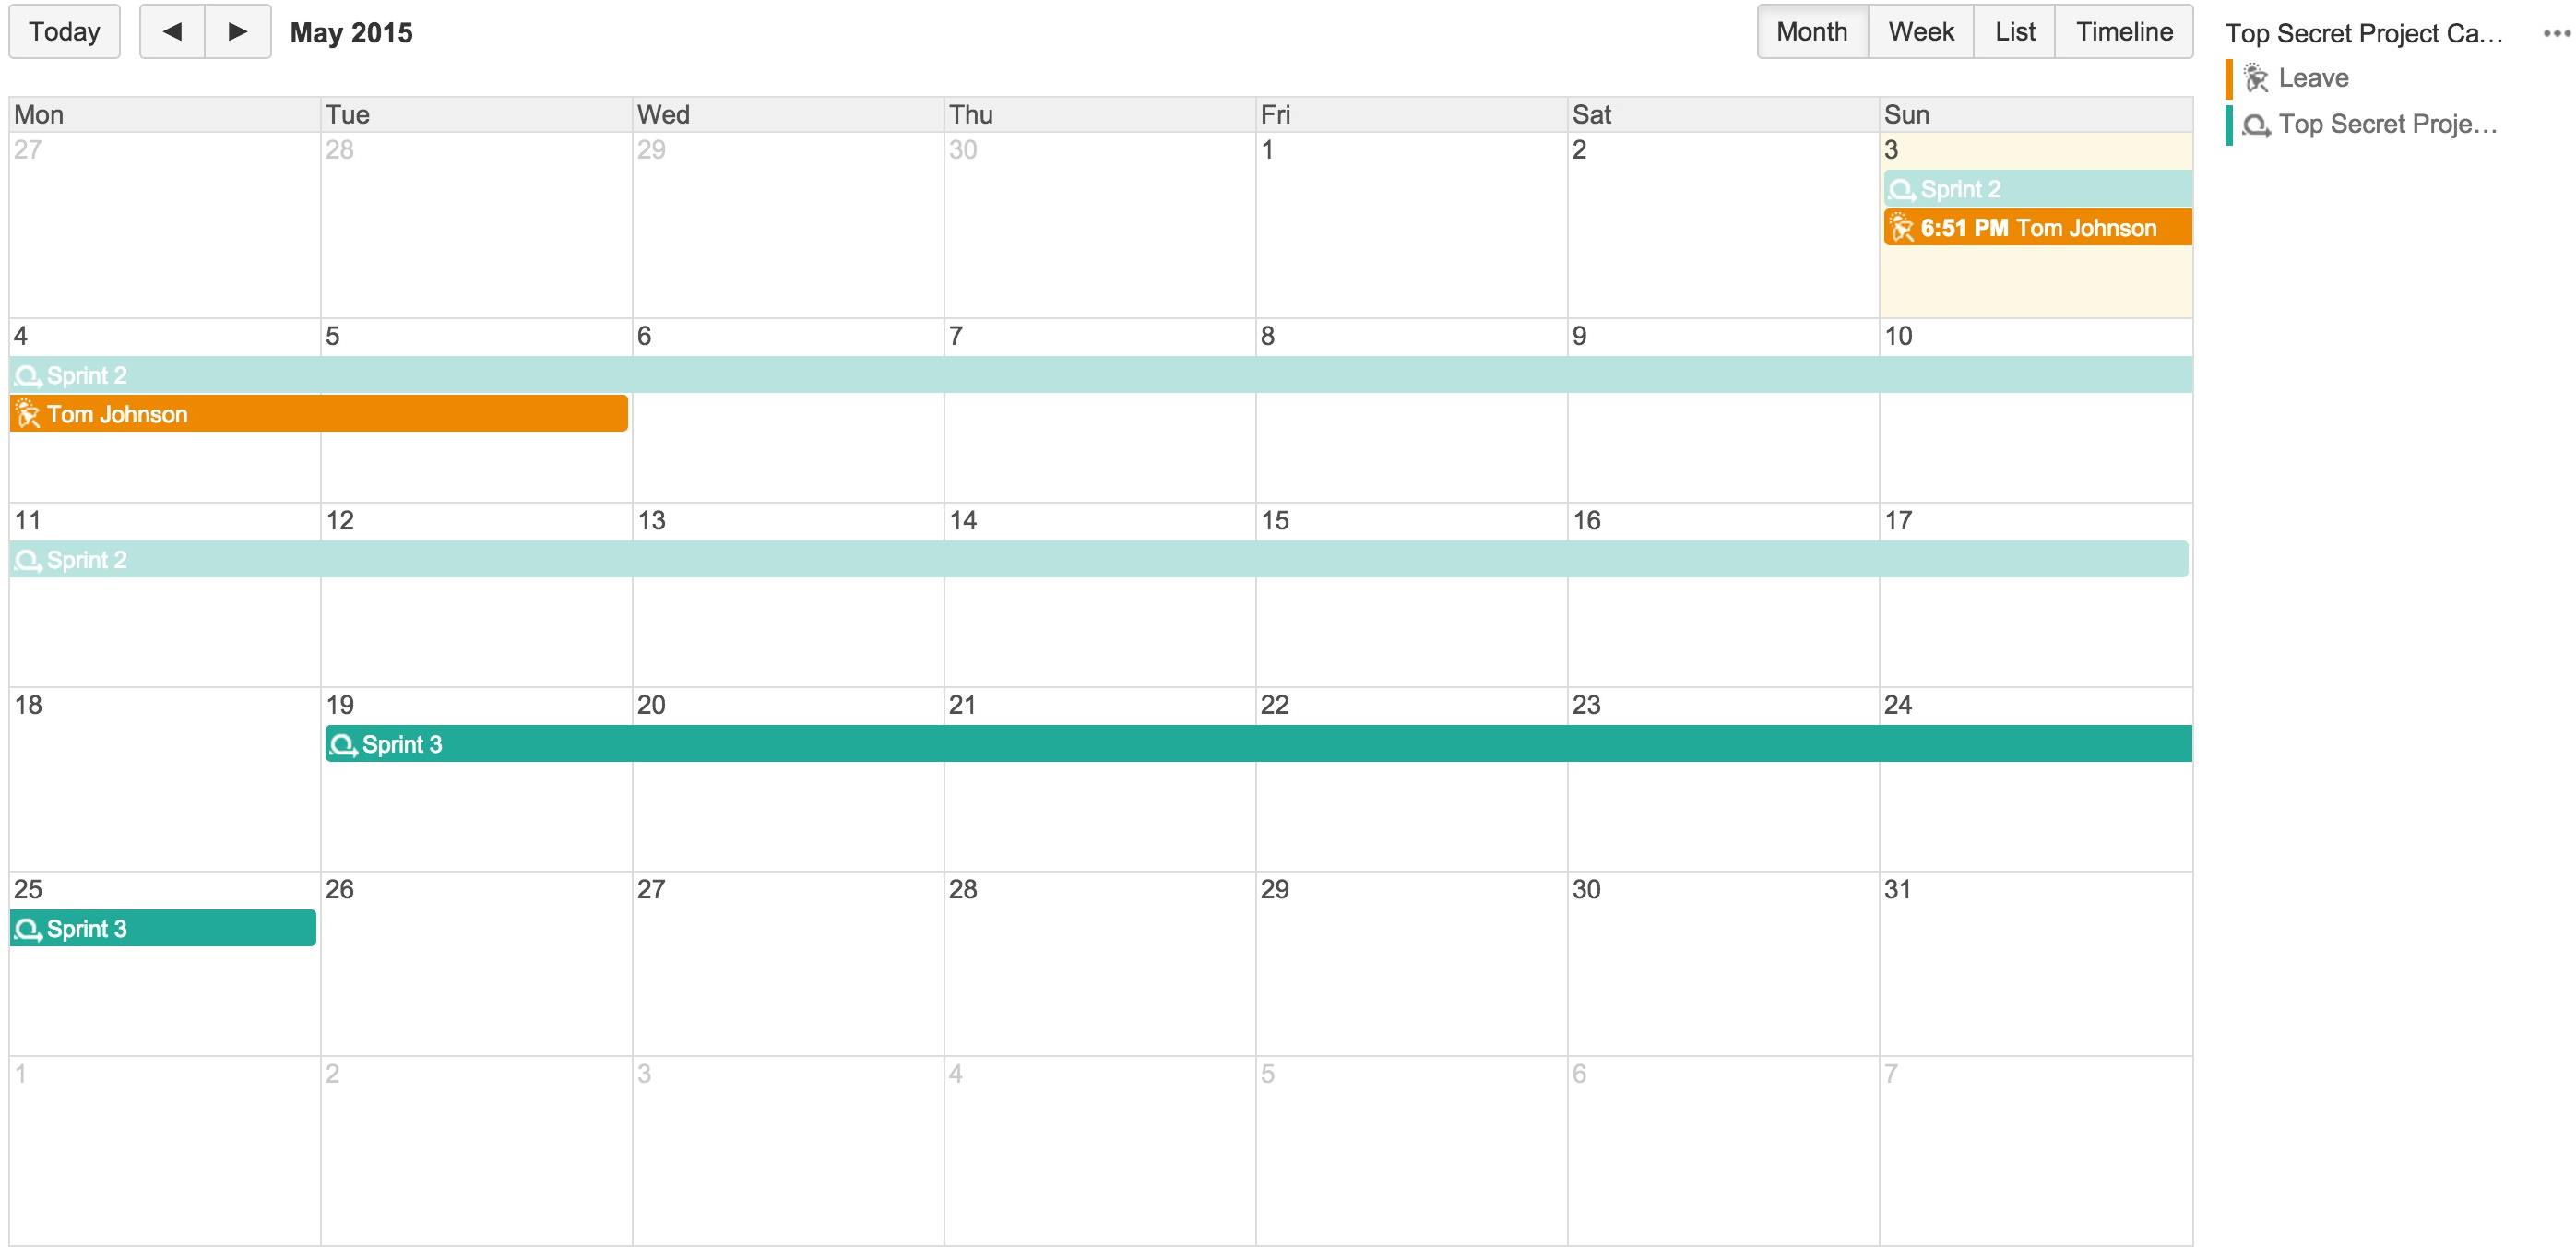 Today ◀ ▶ May 2015 Month Week List Timeline
Top Secret Project Ca...
Leave
Top Secret Proje...
Mon Tue Wed Thu Fri Sat Sun
27 28 29 30 1 2 3
Sprint 2
6:51 PM Tom Johnson
4 5 6 7 8 9 10
Sprint 2
Tom Johnson
11 12 13 14 15 16 17
Sprint 2
18 19 20 21 22 23 24
Sprint 3
25 26 27 28 29 30 31
Sprint 3
1 2 3 4 5 6 7